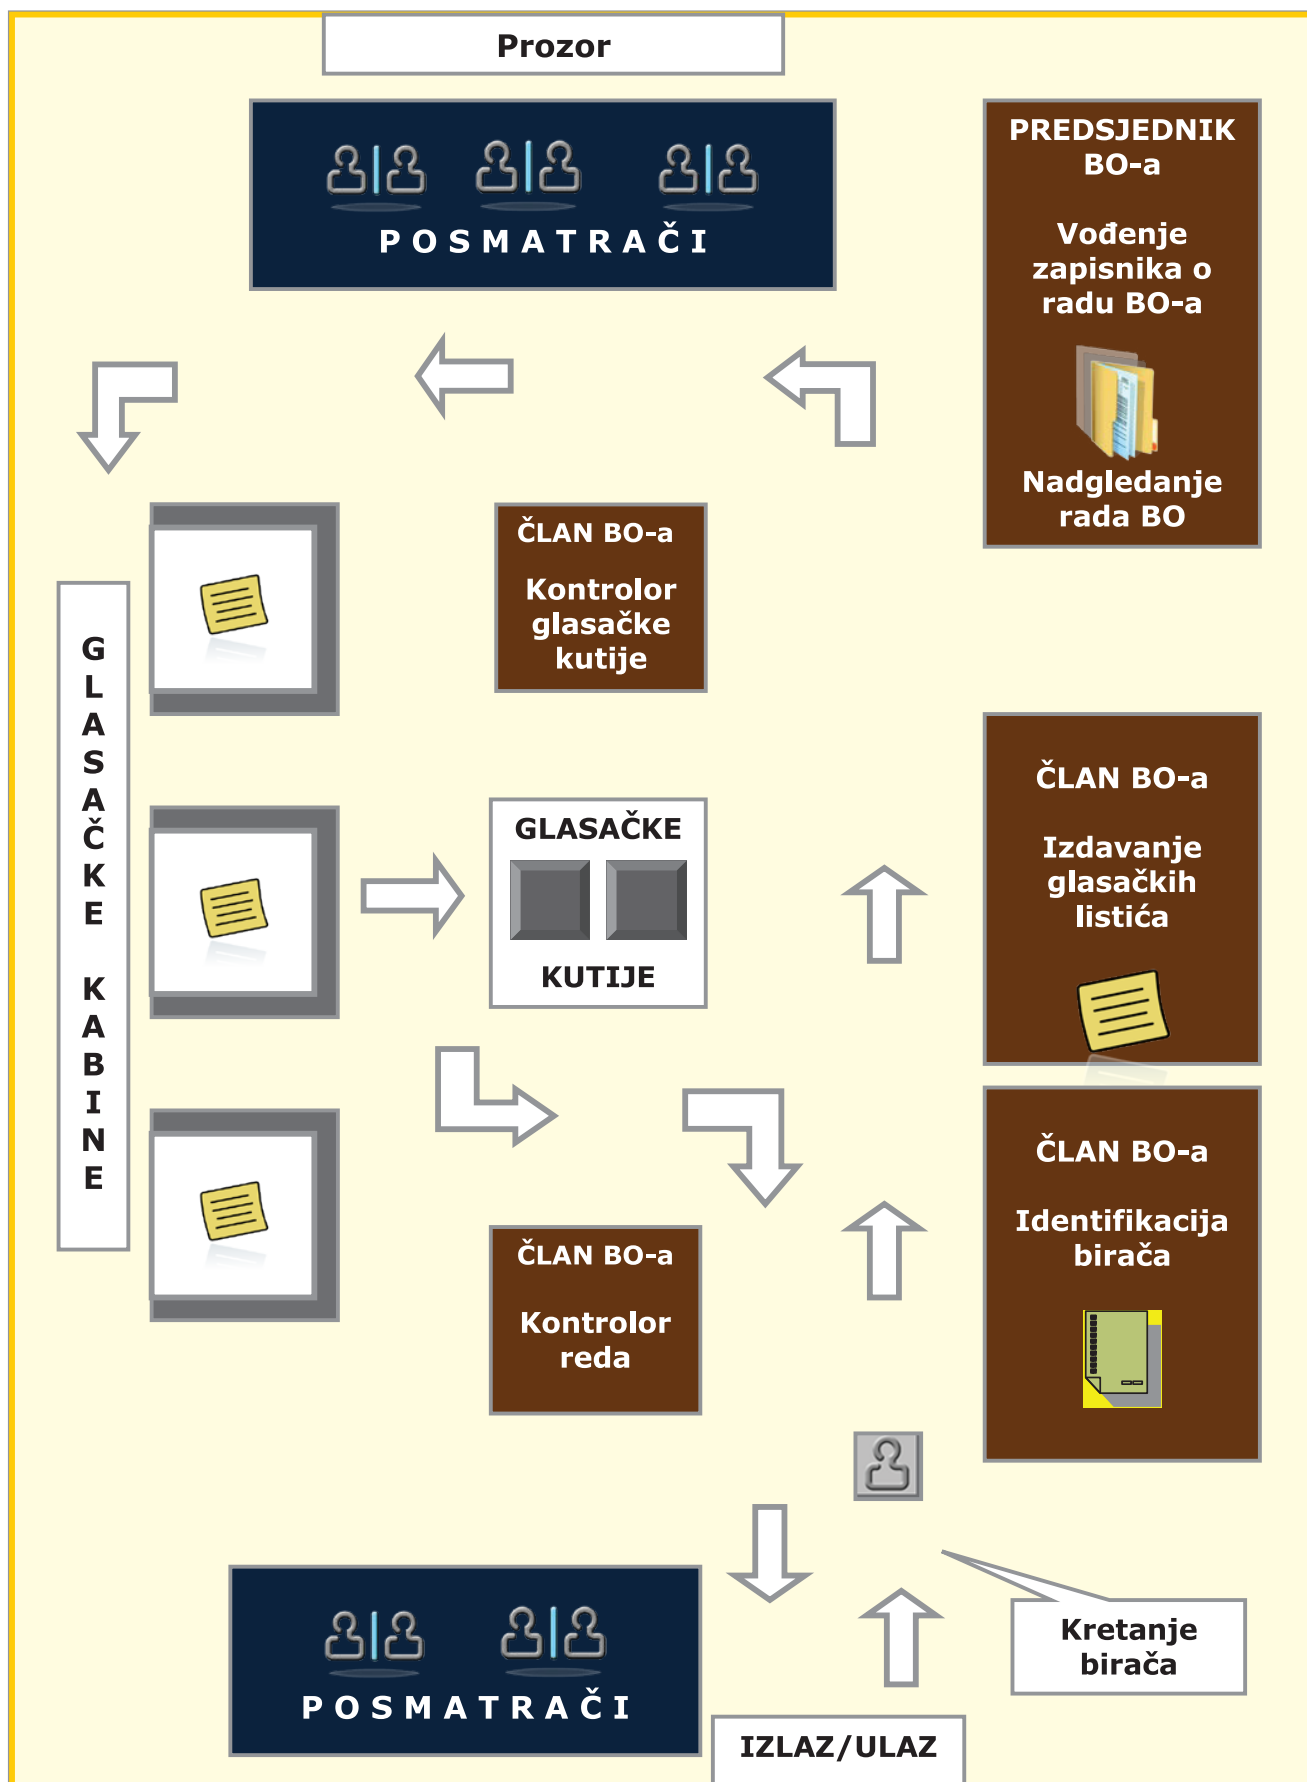 Prozor
POSMATRAČI
PREDSJEDNIK
BO-a
Vođenje
zapisnika o
radu BO-a
Nadgledanje
rada BO
ČLAN BO-a
Kontrolor
glasačke
kutije
GLASAČKE KABINE
GLASAČKE
KUTIJE
ČLAN BO-a
Izdavanje
glasačkih
listića
ČLAN BO-a
Identifikacija
birača
ČLAN BO-a
Kontrolor
reda
Kretanje
birača
POSMATRAČI
IZLAZ/ULAZ